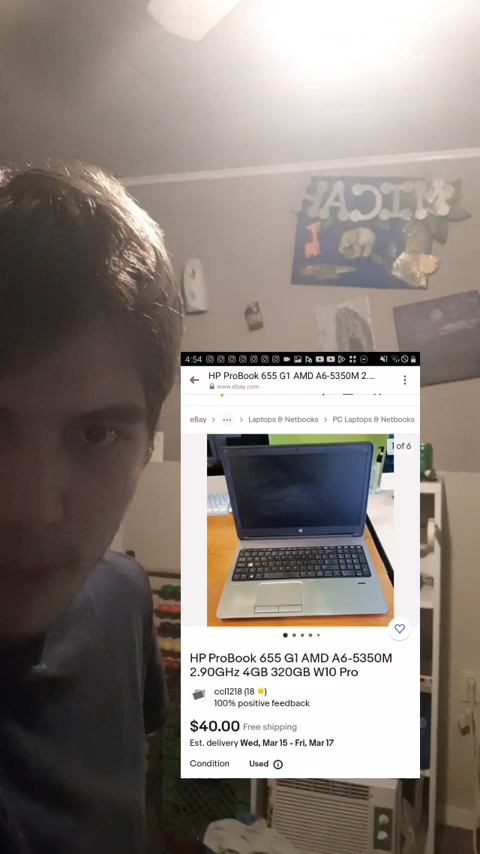 MICAH
4:54
HP ProBook 655 G1 AMD A6-5350M 2....
www.ebay.com
eBay > ... > Laptops & Netbooks > PC Laptops & Netbooks
1 of 6
HP ProBook 655 G1 AMD A6-5350M
2.90GHz 4GB 320GB W10 Pro
ccl1218 (18 ⭐)
100% positive feedback
$40.00 Free shipping
Est. delivery Wed, Mar 15 - Fri, Mar 17
Condition Used